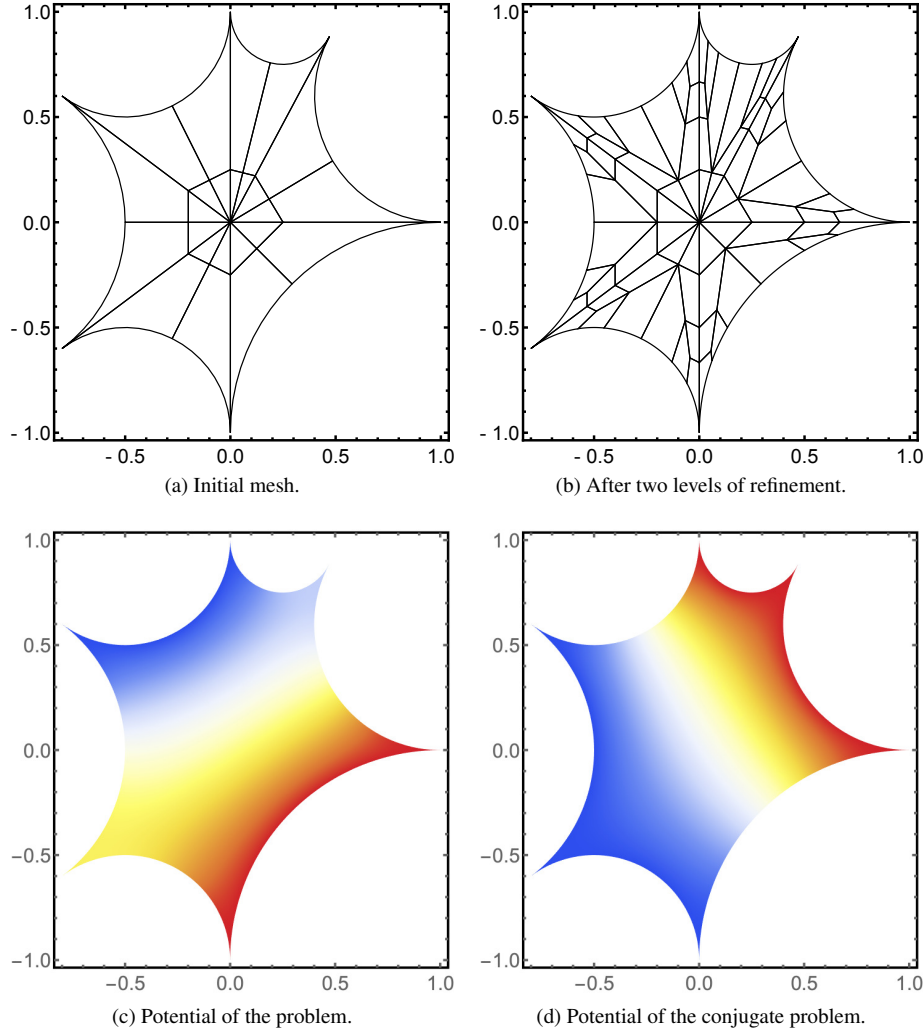 1.0
0.5
0.0
- 0.5
- 1.0
- 0.5 0.0 0.5 1.0
(a) Initial mesh.
1.0
0.5
0.0
- 0.5
- 1.0
- 0.5 0.0 0.5 1.0
(b) After two levels of refinement.
1.0
0.5
0.0
−0.5
−1.0
−0.5 0.0 0.5 1.0
(c) Potential of the problem.
1.0
0.5
0.0
−0.5
−1.0
−0.5 0.0 0.5 1.0
(d) Potential of the conjugate problem.